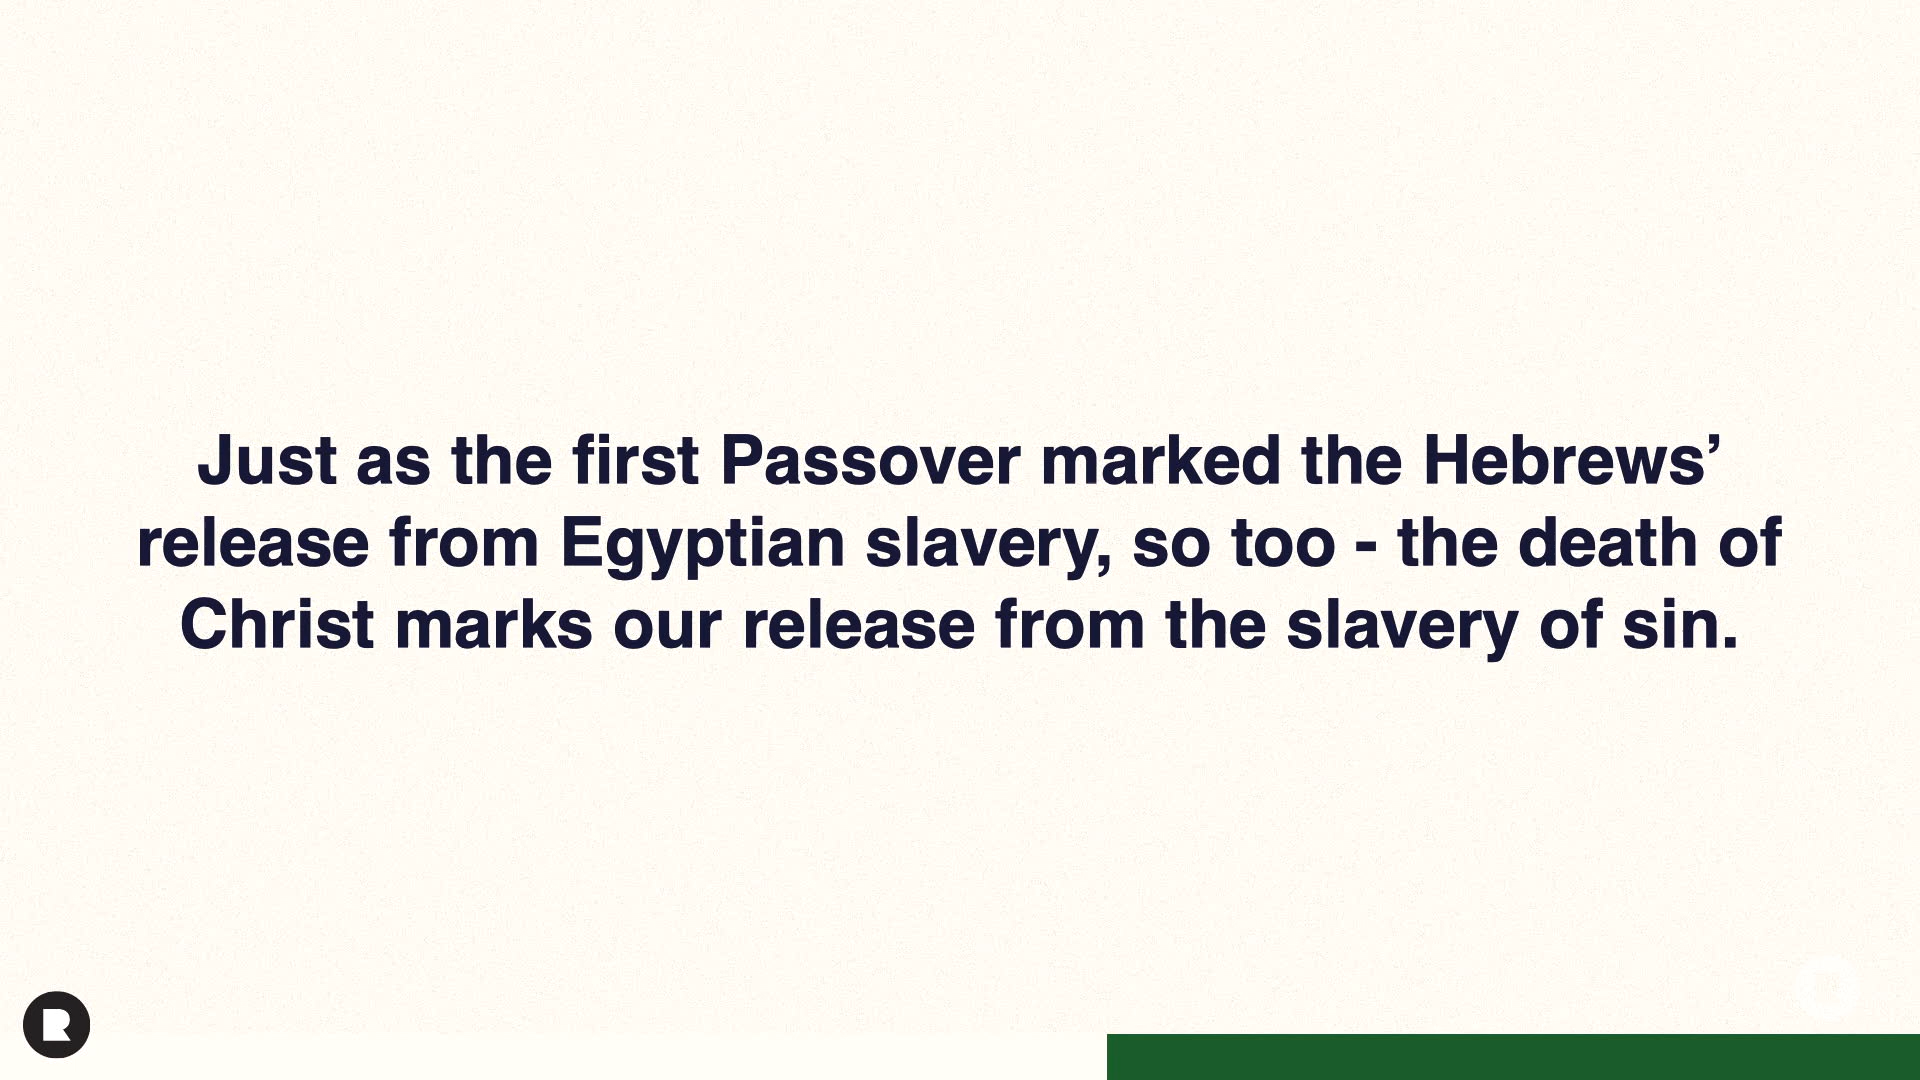 Just as the first Passover marked the Hebrews’
release from Egyptian slavery, so too - the death of
Christ marks our release from the slavery of sin.
R